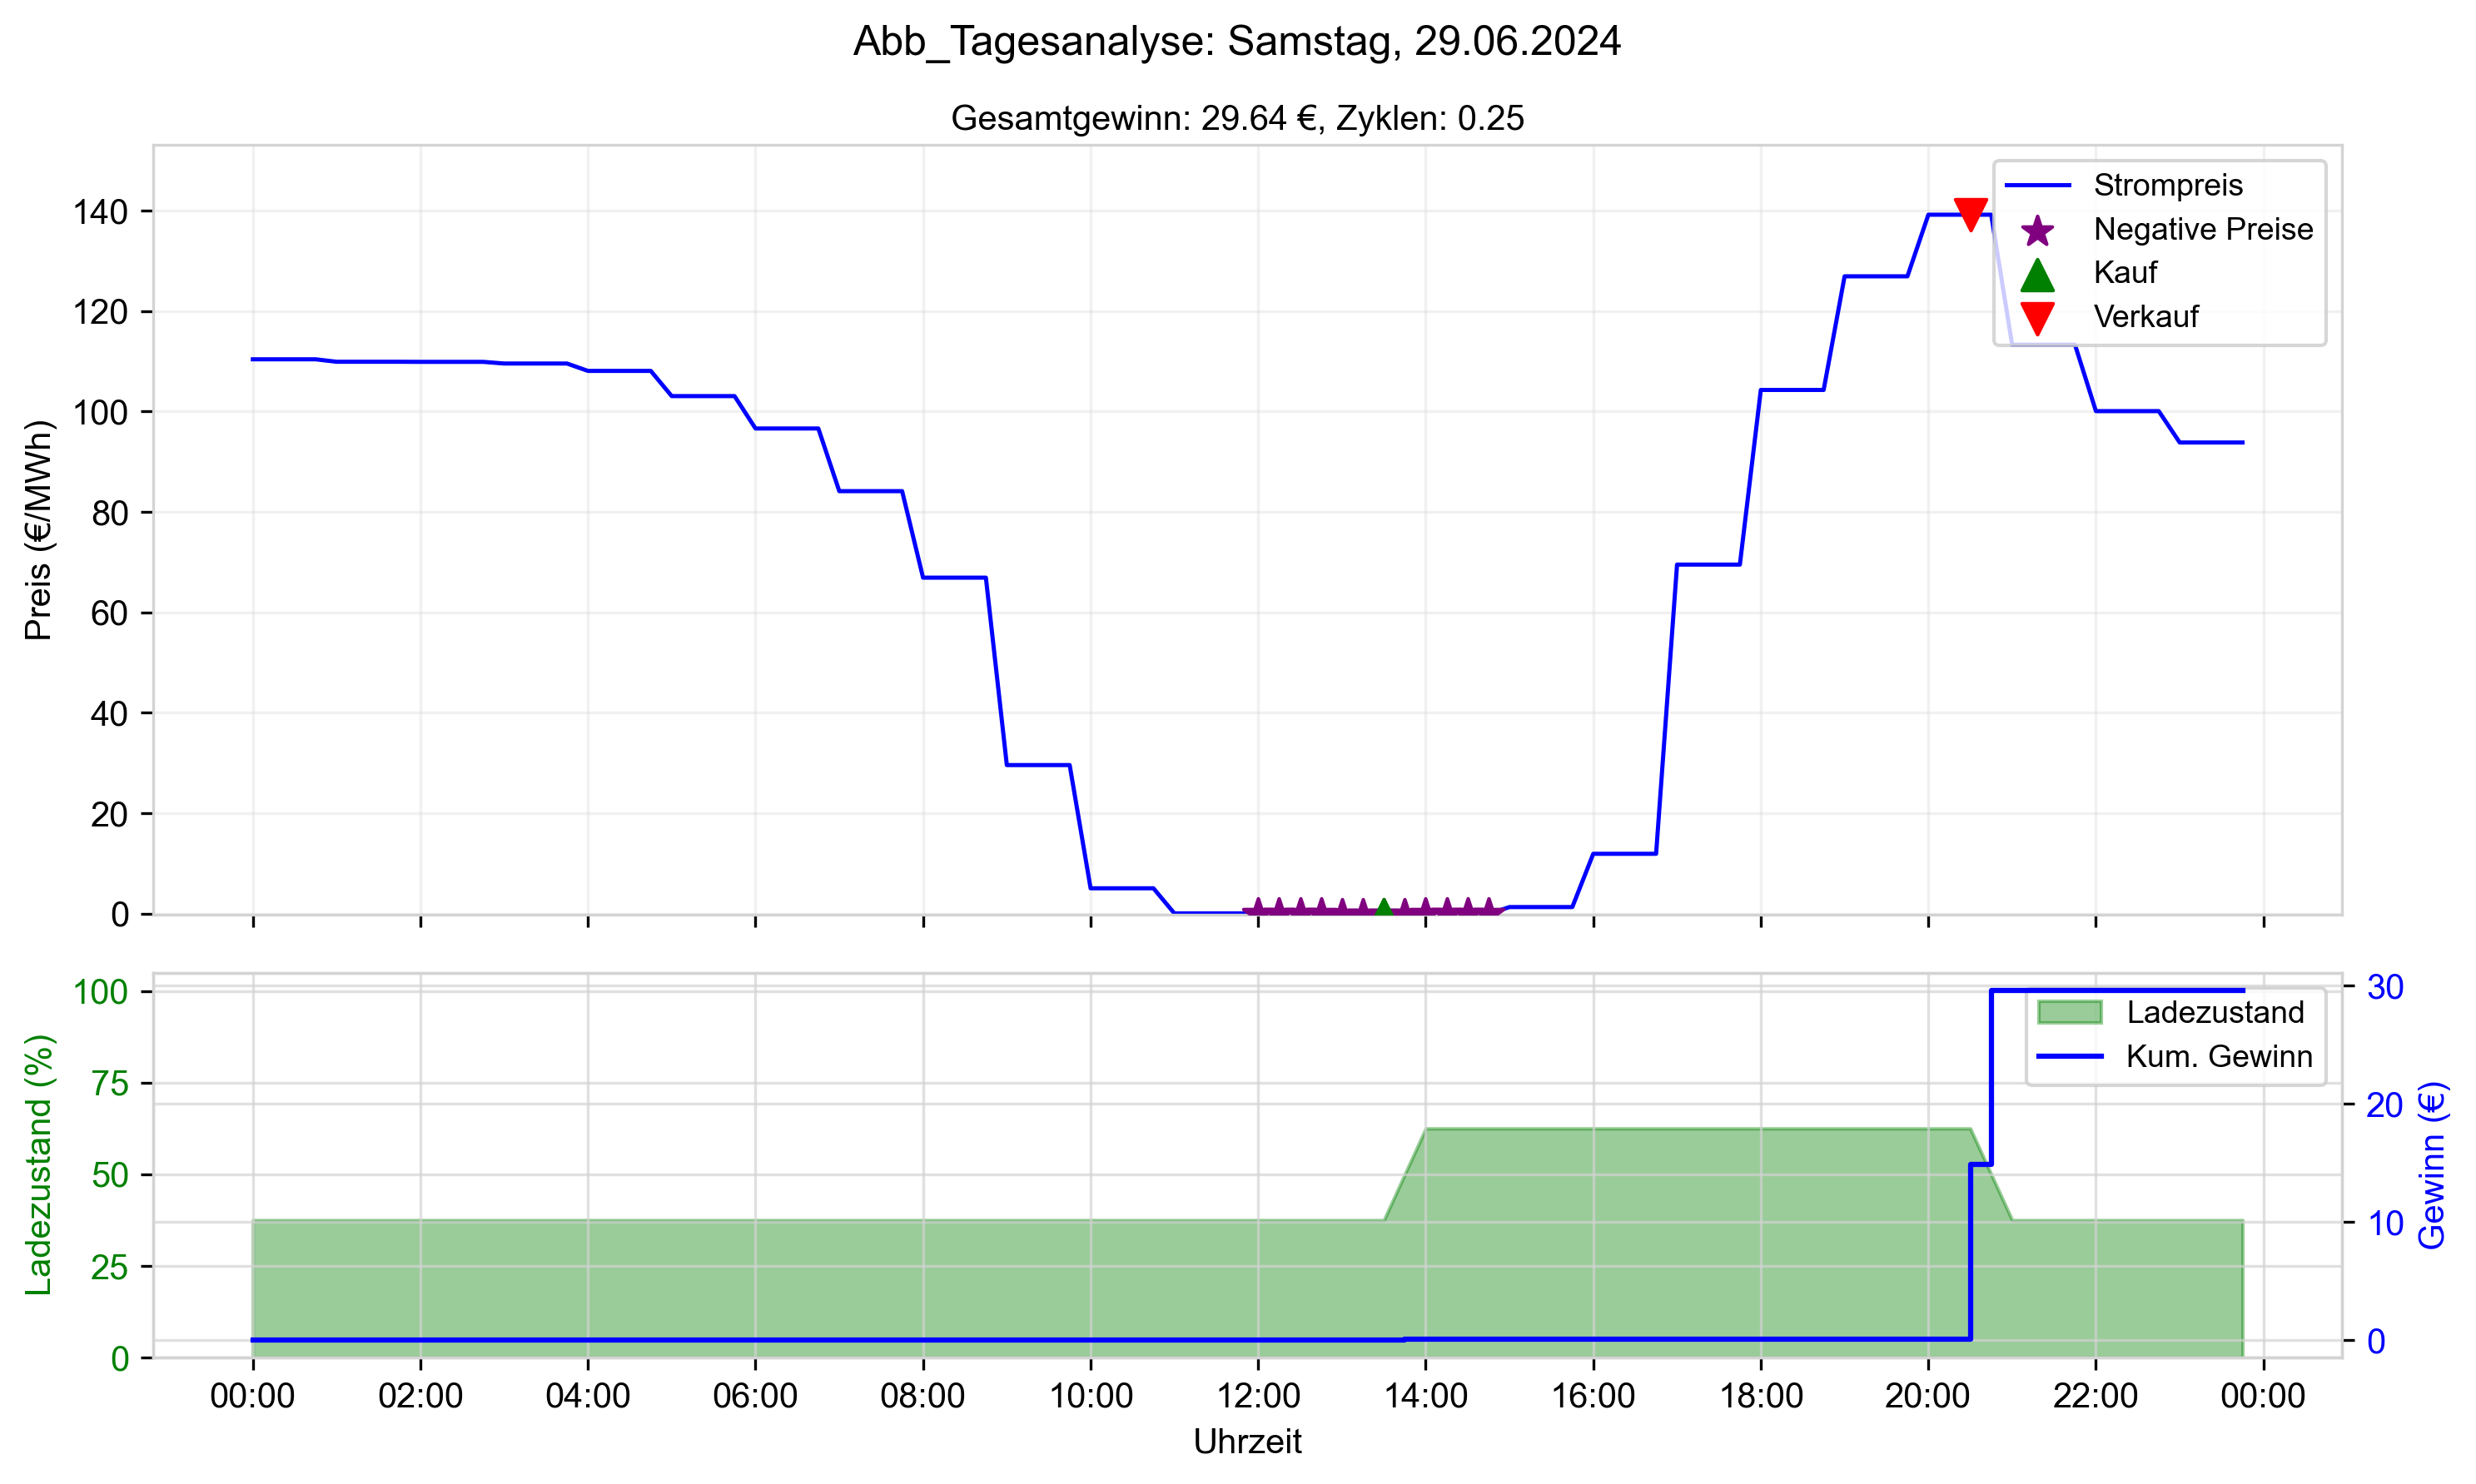 Abb_Tagesanalyse: Samstag, 29.06.2024
Gesamtgewinn: 29.64 €, Zyklen: 0.25
Preis (€/MWh)
140
120
100
80
60
40
20
0
Strompreis
Negative Preise
Kauf
Verkauf
Ladezustand (%)
100
75
50
25
0
Ladezustand
Kum. Gewinn
30
20
10
0
Gewinn (€)
00:00 02:00 04:00 06:00 08:00 10:00 12:00 14:00 16:00 18:00 20:00 22:00 00:00
Uhrzeit